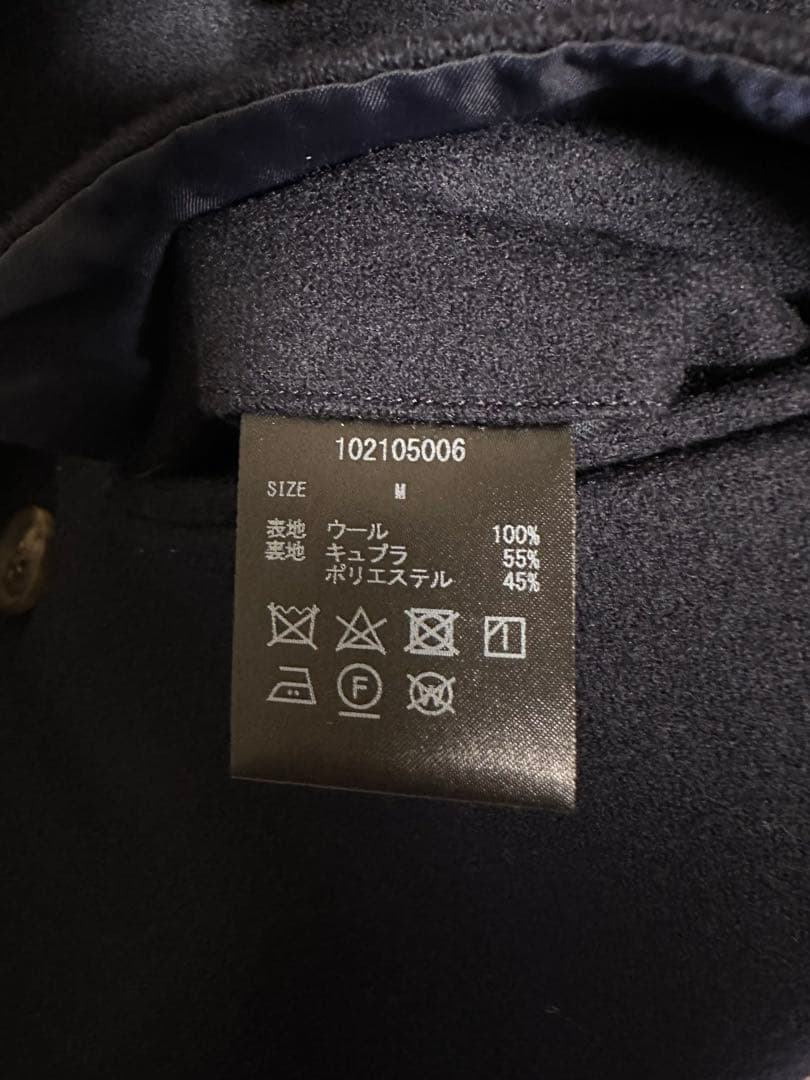 102105006
SIZE M
表地 ウール 100%
裏地 キュプラ 55%
ポリエステル 45%
F
W